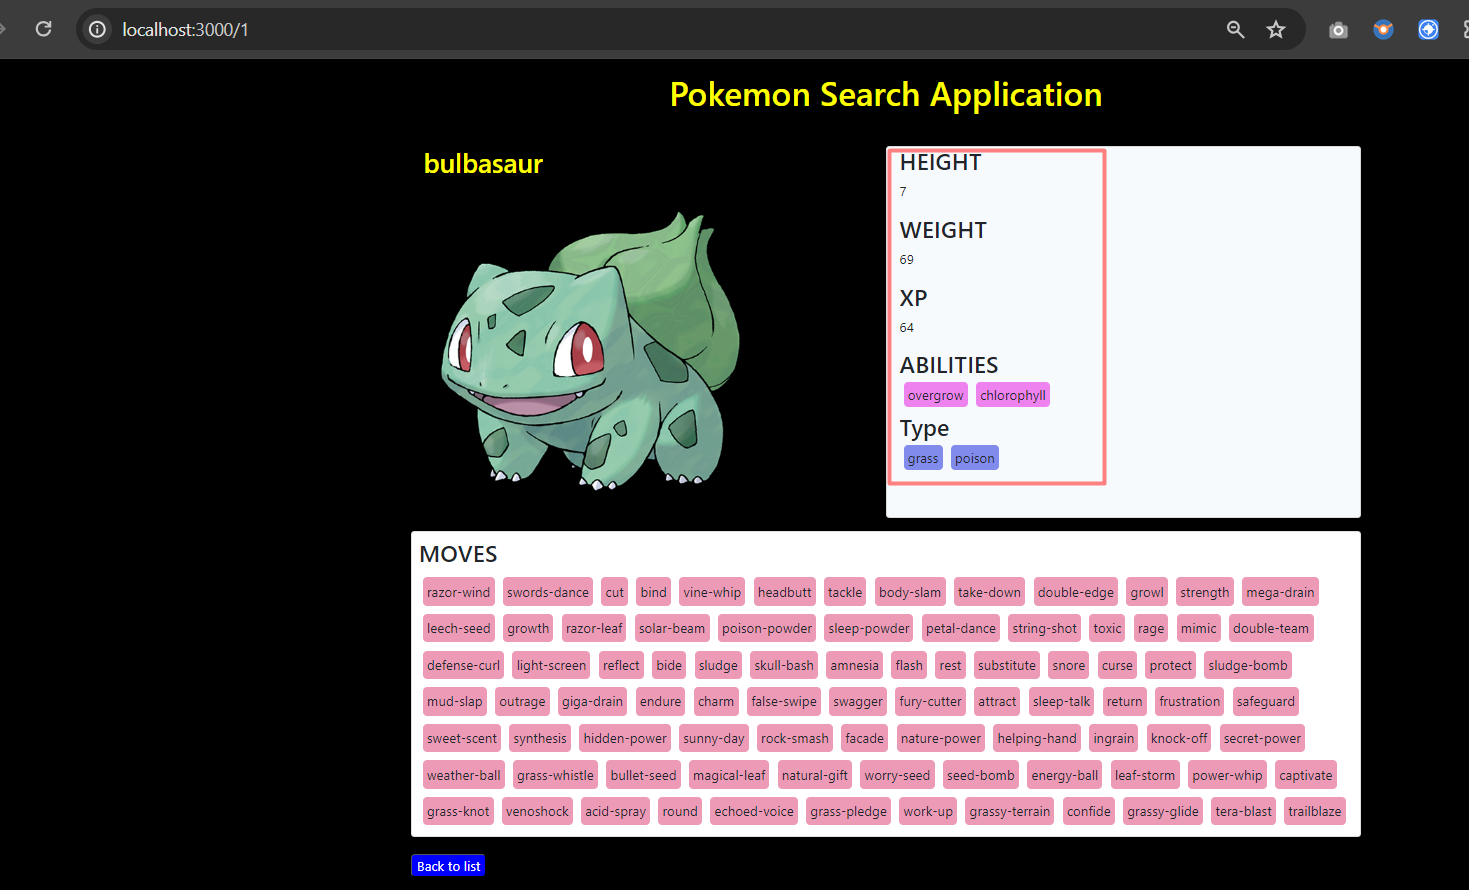 localhost:3000/1
Pokemon Search Application
bulbasaur
HEIGHT
7
WEIGHT
69
XP
64
ABILITIES
overgrow chlorophyll
Type
grass poison
MOVES
razor-wind swords-dance cut bind vine-whip headbutt tackle body-slam take-down double-edge growl strength mega-drain
leech-seed growth razor-leaf solar-beam poison-powder sleep-powder petal-dance string-shot toxic rage mimic double-team
defense-curl light-screen reflect bide sludge skull-bash amnesia flash rest substitute snore curse protect sludge-bomb
mud-slap outrage giga-drain endure charm false-swipe swagger fury-cutter attract sleep-talk return frustration safeguard
sweet-scent synthesis hidden-power sunny-day rock-smash facade nature-power helping-hand ingrain knock-off secret-power
weather-ball grass-whistle bullet-seed magical-leaf natural-gift worry-seed seed-bomb energy-ball leaf-storm power-whip captivate
grass-knot venoshock acid-spray round echoed-voice grass-pledge work-up grassy-terrain confide grassy-glide tera-blast trailblaze
Back to list